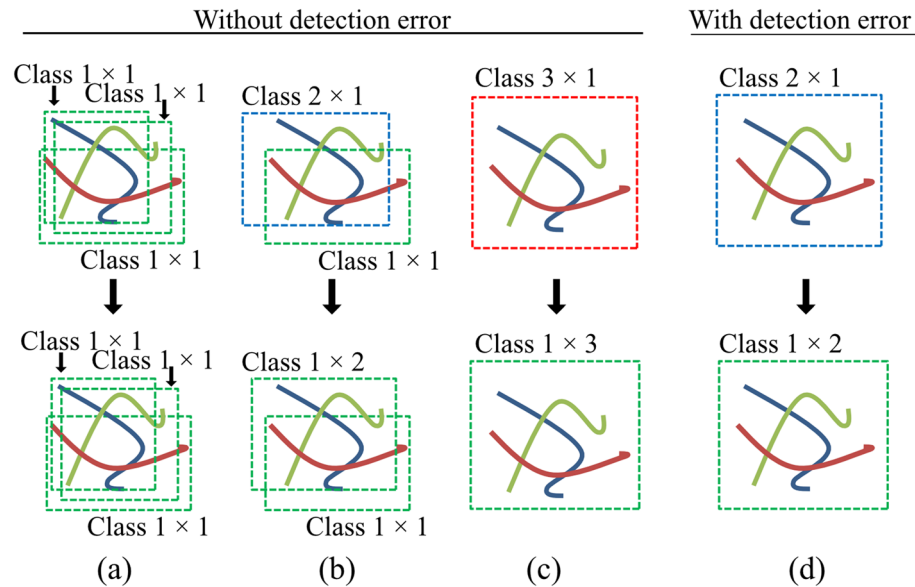 Without detection error
With detection error
Class 1 × 1
Class 1 × 1
Class 1 × 1
Class 2 × 1
Class 1 × 1
Class 3 × 1
Class 2 × 1
Class 1 × 1
Class 1 × 1
Class 1 × 1
Class 1 × 2
Class 1 × 1
Class 1 × 3
Class 1 × 2
(a)
(b)
(c)
(d)